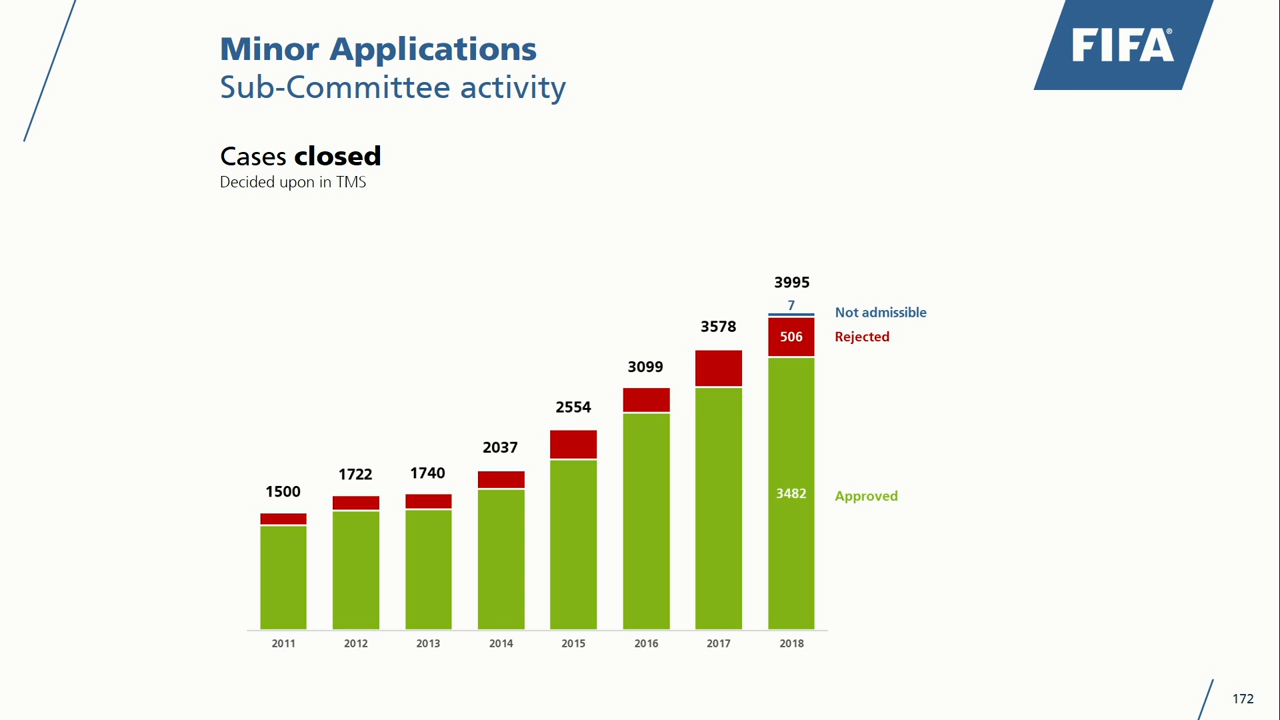 Minor Applications
FIFA®
Sub-Committee activity
Cases closed
Decided upon in TMS
3995
7
Not admissible
3578
506
Rejected
3099
2554
2037
1740
1722
1500
3482
Approved
2011 2012 2013 2014 2015 2016 2017 2018
172